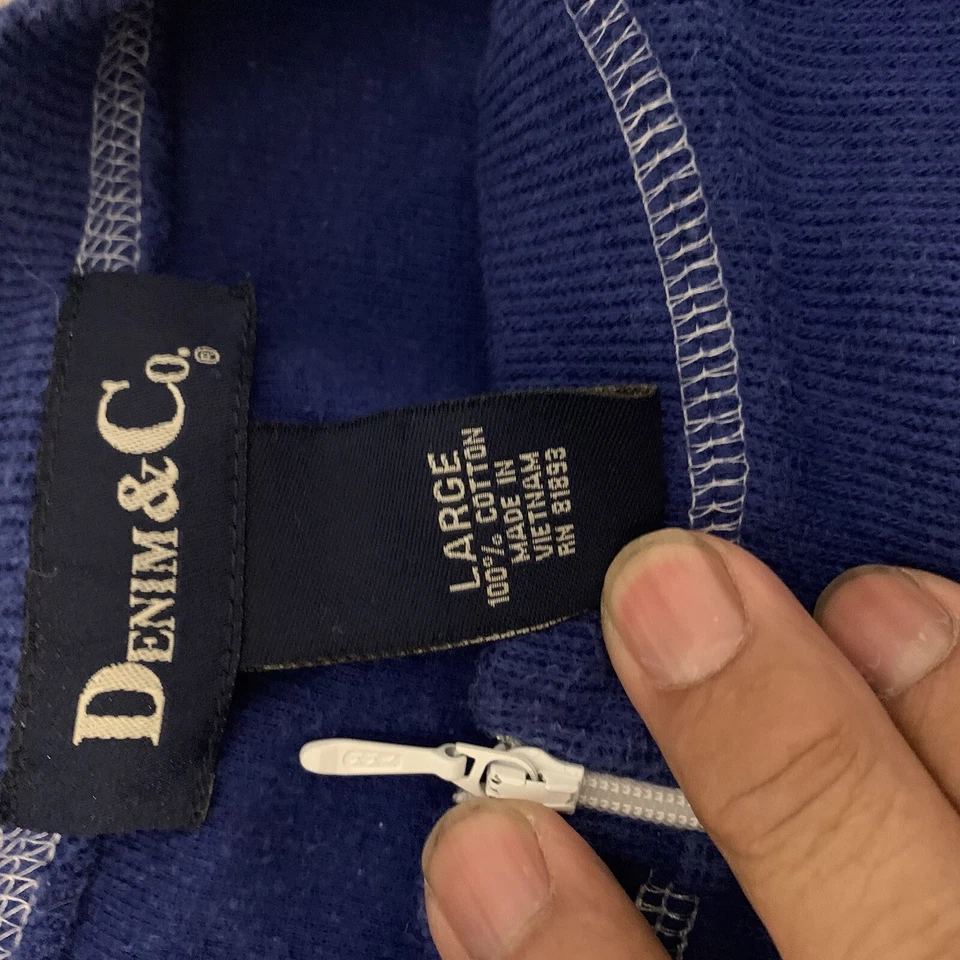 DENIM & CO.®
LARGE
100% COTTON
MADE IN
VIETNAM
RN 81893